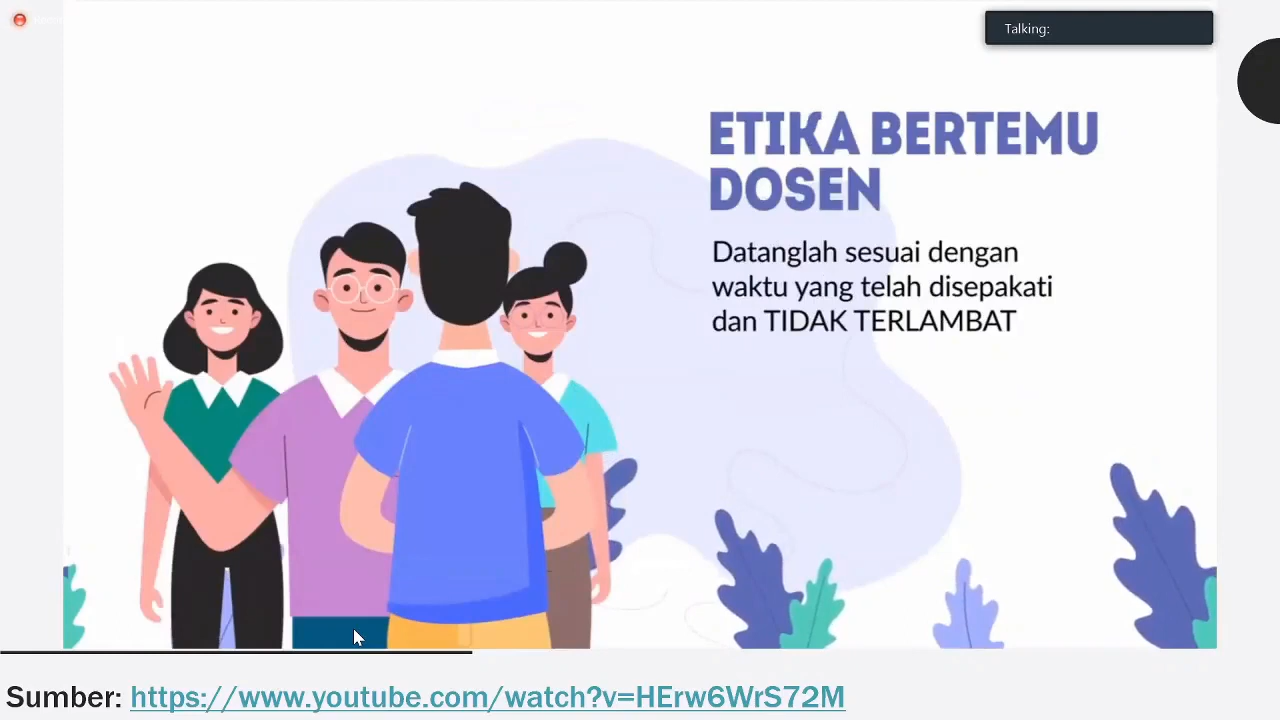 Talking:
ETIKA BERTEMU
DOSEN
Datanglah sesuai dengan
waktu yang telah disepakati
dan TIDAK TERLAMBAT
Sumber: https://www.youtube.com/watch?v=HErw6WrS72M